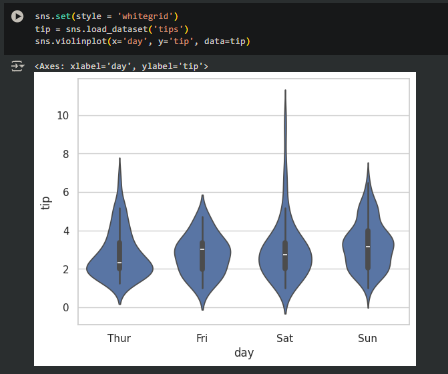 sns.set(style = 'whitegrid')
tip = sns.load_dataset('tips')
sns.violinplot(x='day', y='tip', data=tip)
<Axes: xlabel='day', ylabel='tip'>
10
8
6
tip
4
2
0
Thur Fri Sat Sun
day